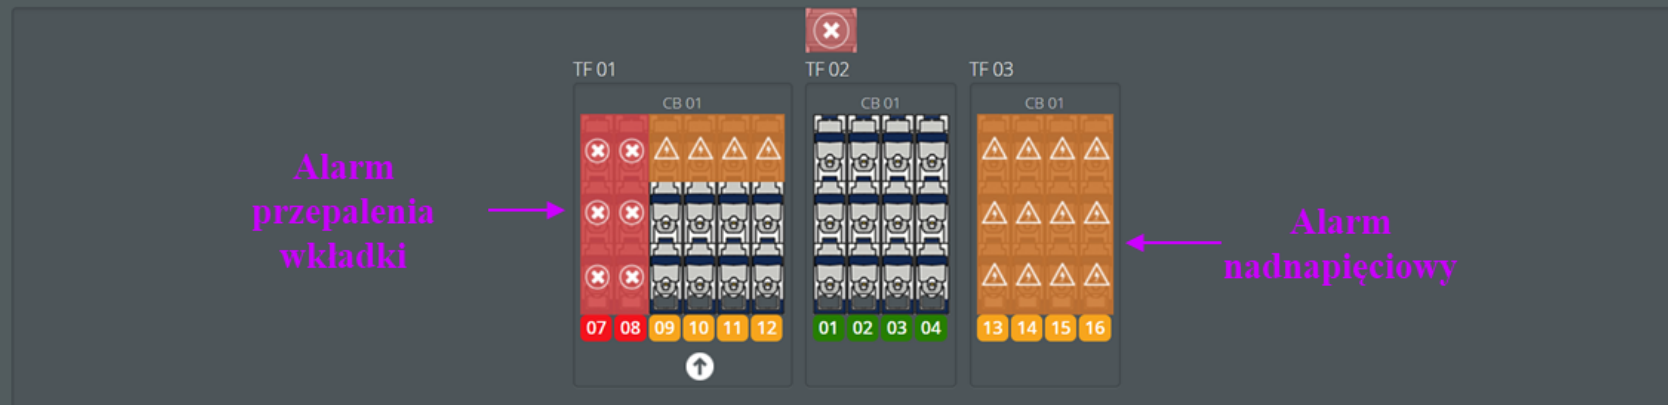 TF 01
TF 02
TF 03
CB 01
CB 01
CB 01
Alarm
przepalenia
wkładki
Alarm
nadnapięciowy
07 08 09 10 11 12
01 02 03 04
13 14 15 16